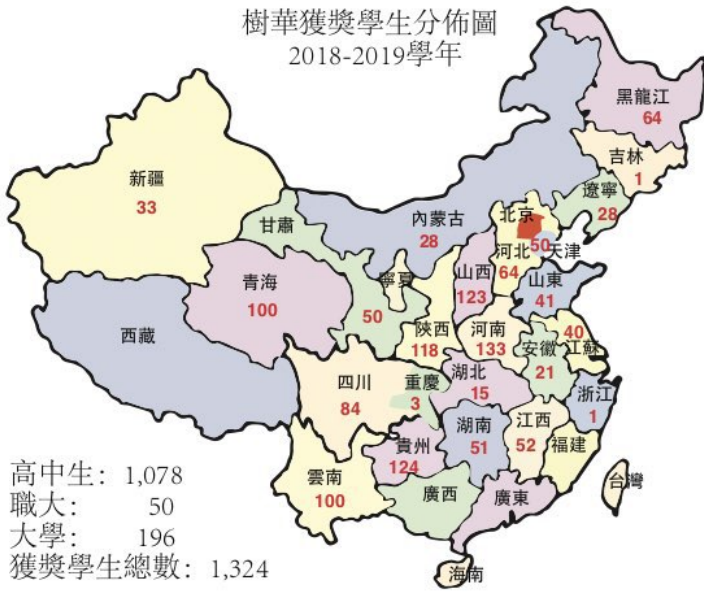 樹華獲獎學生分佈圖
2018-2019學年
黑龍江
64
吉林
1
遼寧
28
新疆
33
甘肅
50
內蒙古
28
北京
50
天津
河北
64
青海
100
寧夏
山西
123
山東
41
西藏
陝西
118
河南
133
安徽
21
40
江蘇
四川
84
重慶
3
湖北
15
浙江
1
貴州
124
湖南
51
江西
52
福建
雲南
100
廣西
廣東
台灣
海南
高中生: 1,078
職大: 50
大學: 196
獲獎學生總數: 1,324